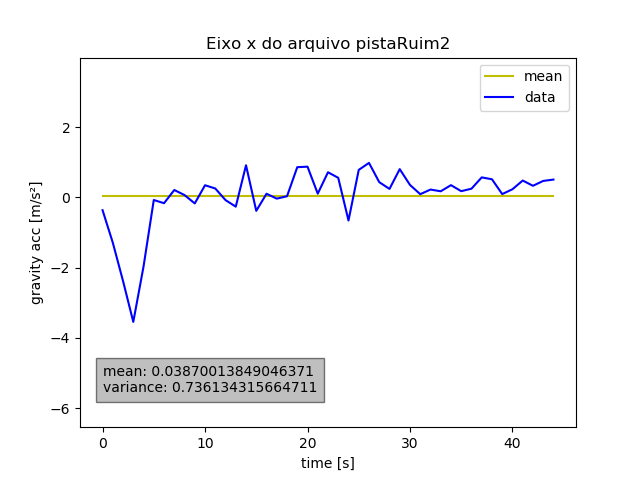 Eixo x do arquivo pistaRuim2
mean
data
gravity acc [m/s²]
2
0
−2
−4
−6
mean: 0.03870013849046371
variance: 0.736134315664711
0
10
20
30
40
time [s]